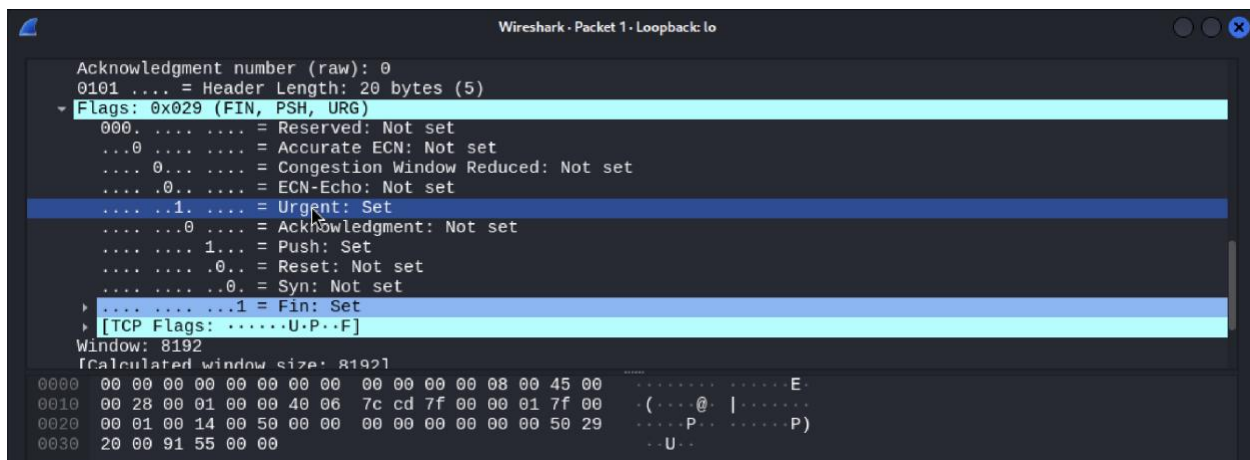 Wireshark · Packet 1 · Loopback: lo
Acknowledgment number (raw): 0
0101 .... = Header Length: 20 bytes (5)
Flags: 0x029 (FIN, PSH, URG)
000. .... .... = Reserved: Not set
...0 .... .... = Accurate ECN: Not set
.... 0... .... = Congestion Window Reduced: Not set
.... .0.. .... = ECN-Echo: Not set
.... ..1. .... = Urgent: Set
.... ...0 .... = Acknowledgment: Not set
.... .... 1... = Push: Set
.... .... .0.. = Reset: Not set
.... .... ..0. = Syn: Not set
.... .... ...1 = Fin: Set
[TCP Flags: ······U·P··F]
Window: 8192
[Calculated window size: 8192]
0000 00 00 00 00 00 00 00 00 00 00 00 00 08 00 45 00 ········ ······E·
0010 00 28 00 01 00 00 40 06 7c cd 7f 00 00 01 7f 00 ·(····@· |·······
0020 00 01 00 14 00 50 00 00 00 00 00 00 00 00 50 29 ·····P·· ······P)
0030 20 00 91 55 00 00 ··U··